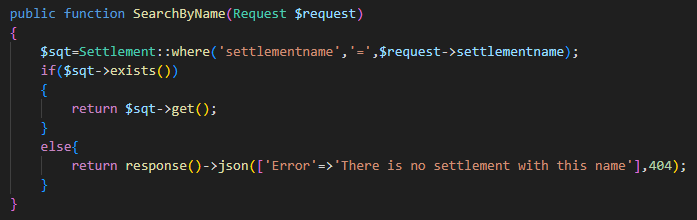 public function SearchByName(Request $request)
{
$sqt=Settlement::where('settlementname','=',$request->settlementname);
if($sqt->exists())
{
return $sqt->get();
}
else{
return response()->json(['Error'=>'There is no settlement with this name'],404);
}
}